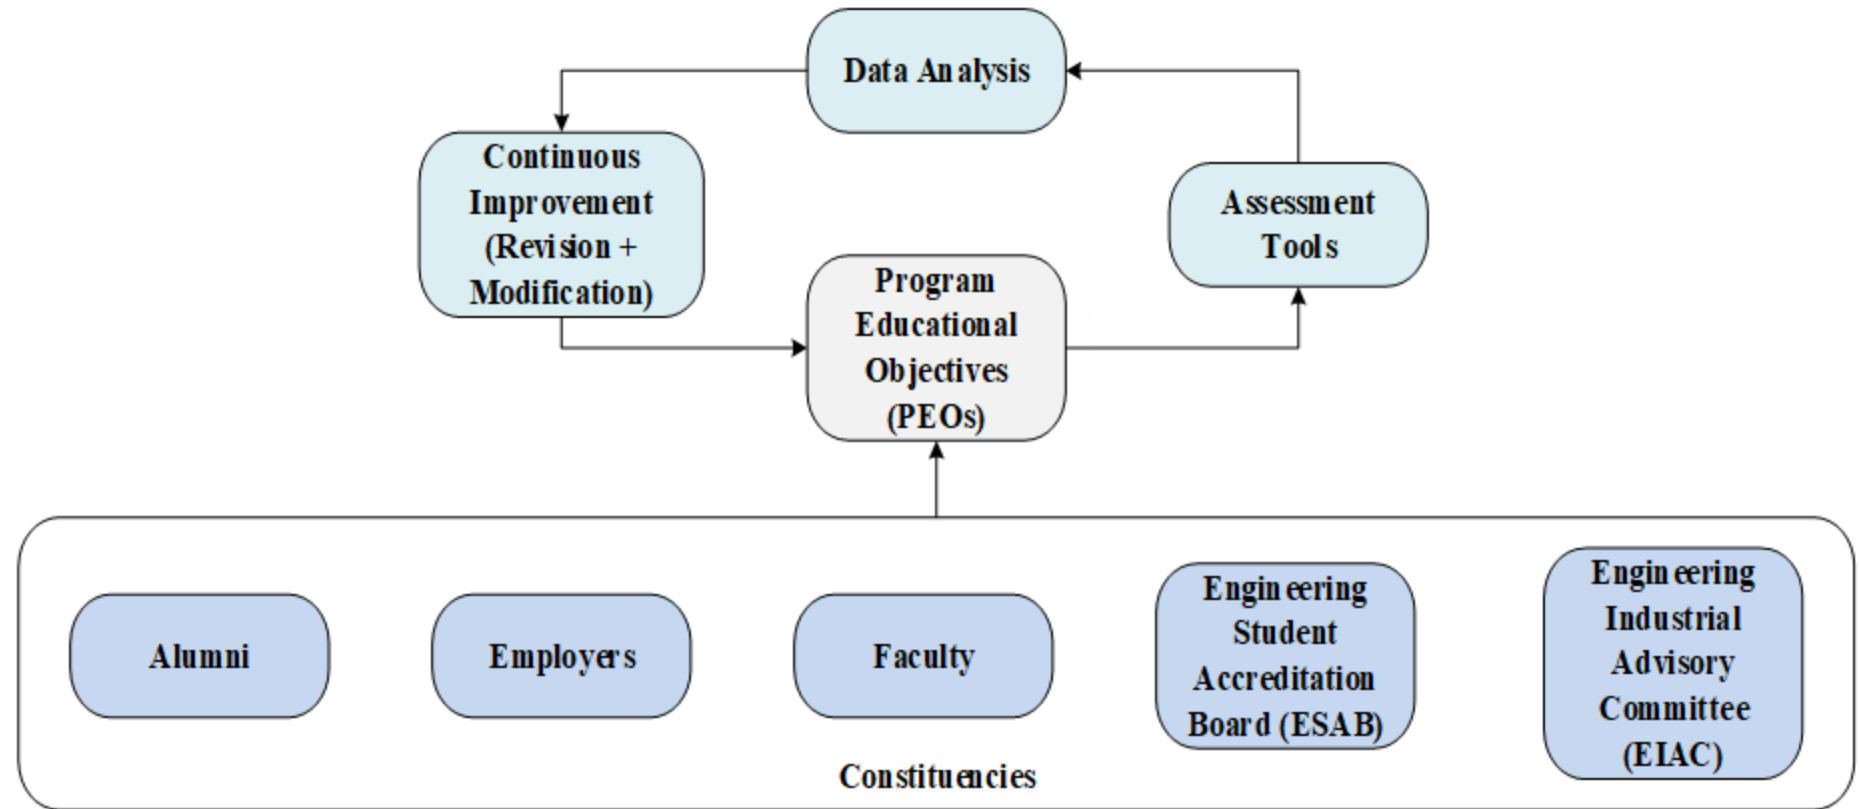 Data Analysis
Continuous
Improvement
(Revision +
Modification)
Assessment
Tools
Program
Educational
Objectives
(PEOs)
Alumni
Employers
Faculty
Engineering
Student
Accreditation
Board (ESAB)
Engineering
Industrial
Advisory
Committee
(EIAC)
Constituencies